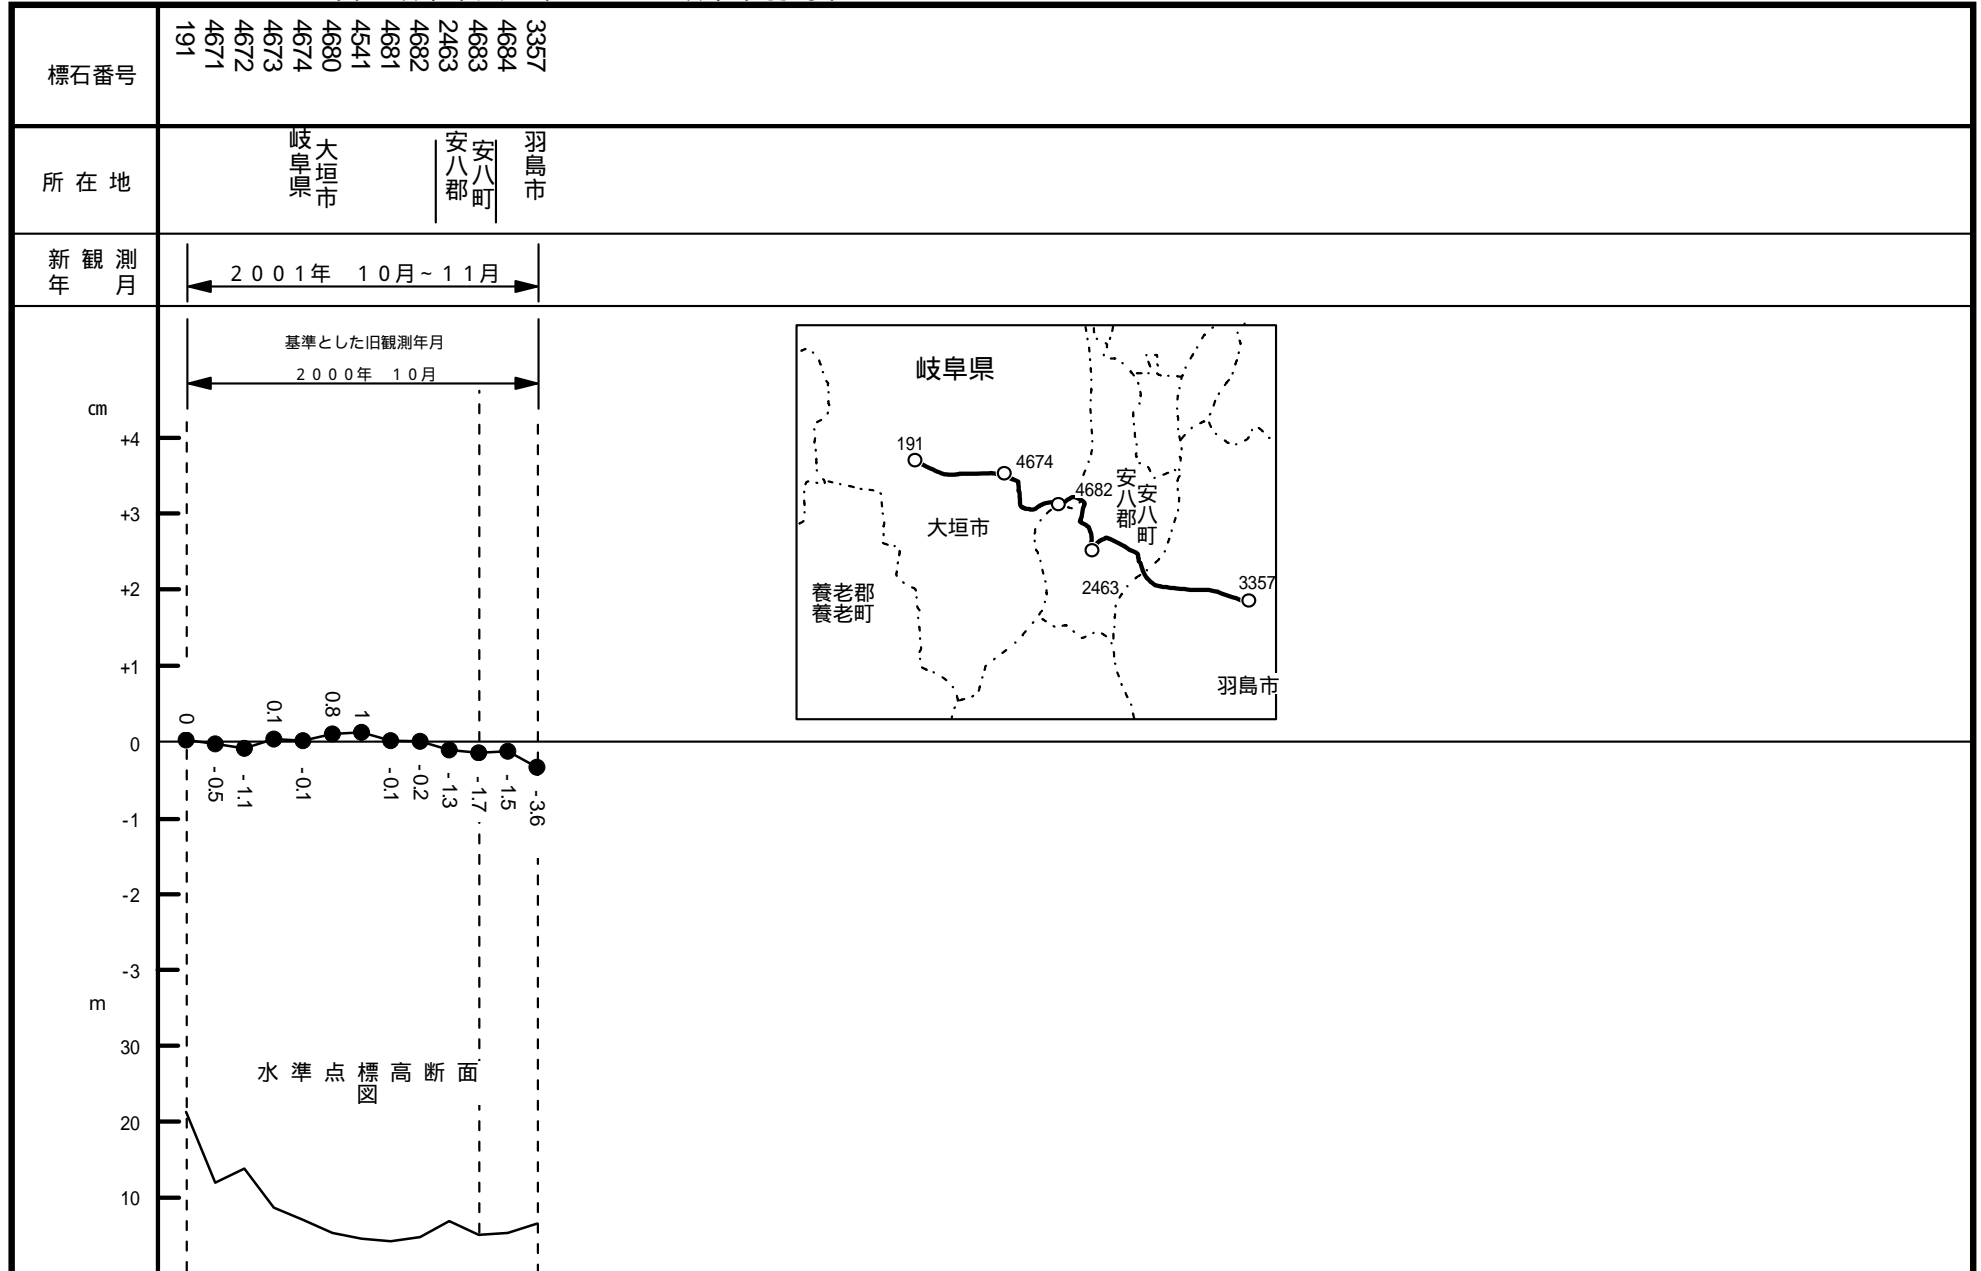 標石番号
191
4671
4672
4673
4674
4680
4541
4681
4682
2463
4683
4684
3357
所在地
岐阜県
大垣市
安八郡
安八町
羽島市
新観測
年 月
2001年 10月~11月
基準とした旧観測年月
2000年 10月
cm
+4
+3
+2
+1
0
-1
-2
-3
0
-0.5
-1.1
0.1
-0.1
0.8
1
-0.1
-0.2
-1.3
-1.7
-1.5
-3.6
m
30
20
10
水準点標高断面
図
岐阜県
191
4674
4682
安八郡
安八町
大垣市
2463
3357
養老郡
養老町
羽島市